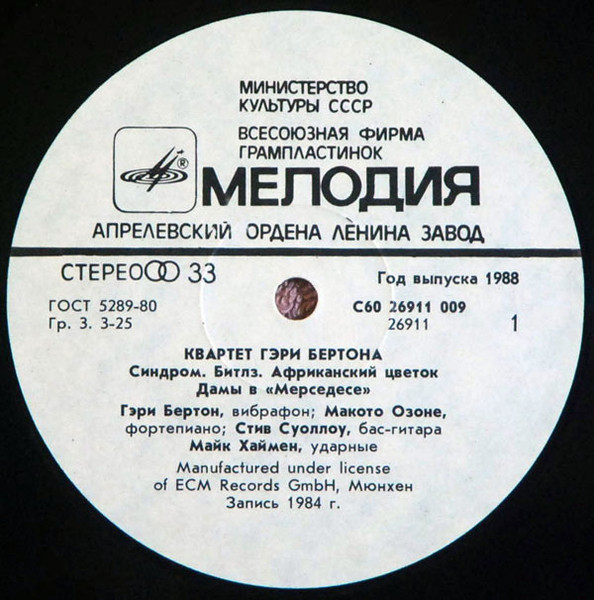 МИНИСТЕРСТВО
КУЛЬТУРЫ СССР
ВСЕСОЮЗНАЯ ФИРМА
ГРАМПЛАСТИНОК
®
МЕЛОДИЯ
АПРЕЛЕВСКИЙ ОРДЕНА ЛЕНИНА ЗАВОД
СТЕРЕО 33
Год выпуска 1988
ГОСТ 5289-80
Гр. 3. 3-25
С60 26911 009
26911
1
КВАРТЕТ ГЭРИ БЕРТОНА
Синдром. Битлз. Африканский цветок
Дамы в «Мерседесе»
Гэри Бертон, вибрафон; Макото Озоне,
фортепиано; Стив Суоллоу, бас-гитара
Майк Хаймен, ударные
Manufactured under license
of ECM Records GmbH, Мюнхен
Запись 1984 г.